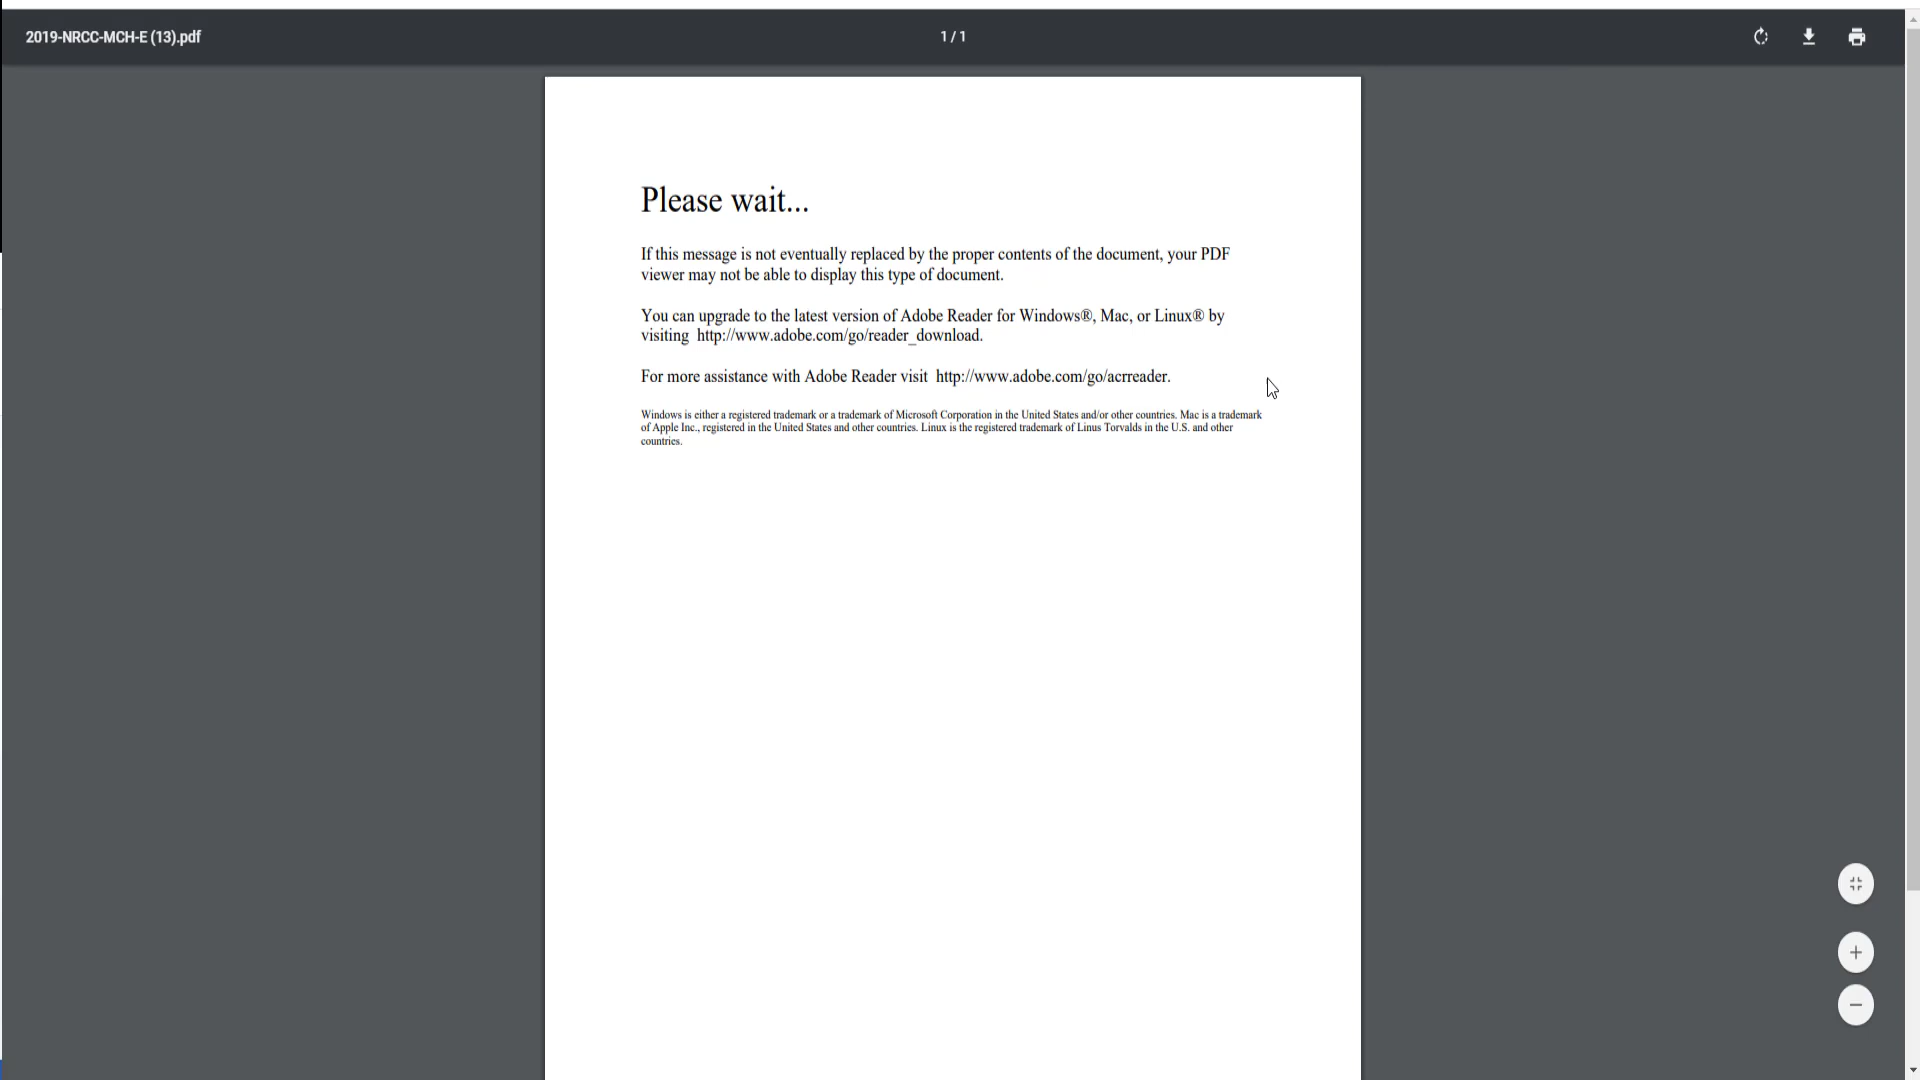 2019-NRCC-MCH-E (13).pdf
1 / 1
Please wait...
If this message is not eventually replaced by the proper contents of the document, your PDF
viewer may not be able to display this type of document.
You can upgrade to the latest version of Adobe Reader for Windows®, Mac, or Linux® by
visiting  http://www.adobe.com/go/reader_download.
For more assistance with Adobe Reader visit  http://www.adobe.com/go/acrreader.
Windows is either a registered trademark or a trademark of Microsoft Corporation in the United States and/or other countries. Mac is a trademark
of Apple Inc., registered in the United States and other countries. Linux is the registered trademark of Linus Torvalds in the U.S. and other
countries.